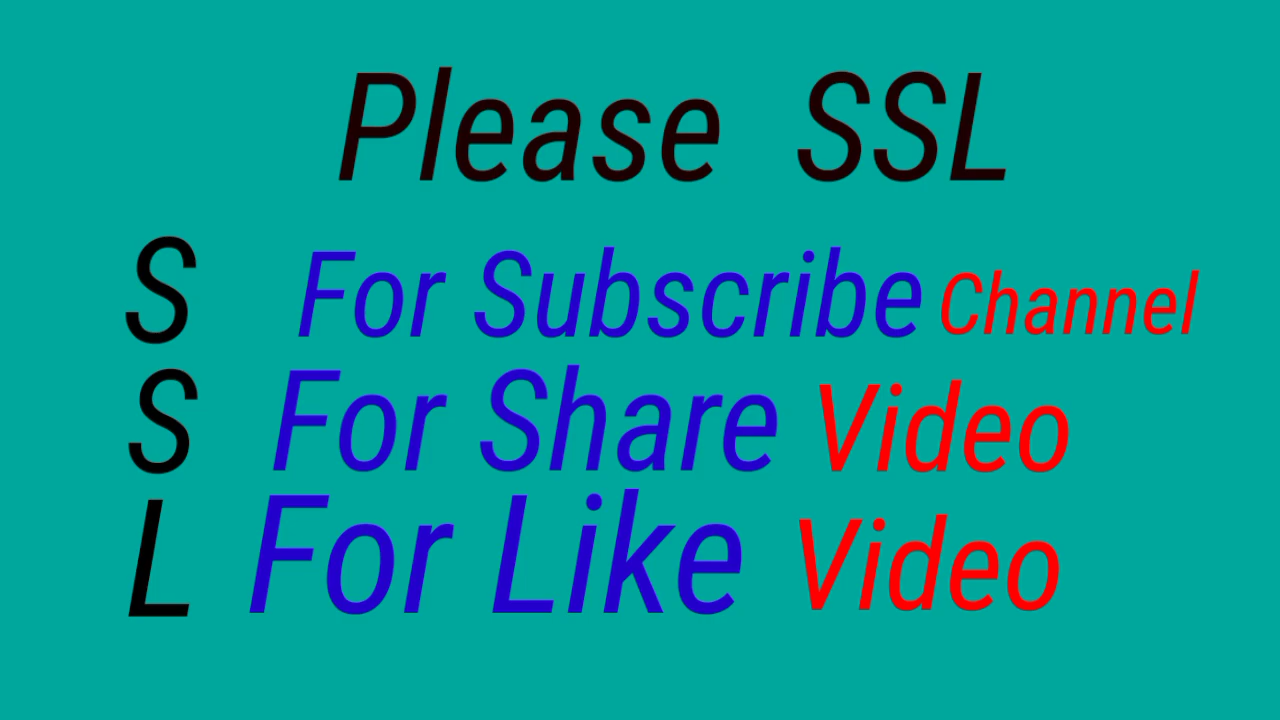 Please SSL
S For Subscribe Channel
S For Share Video
L For Like Video